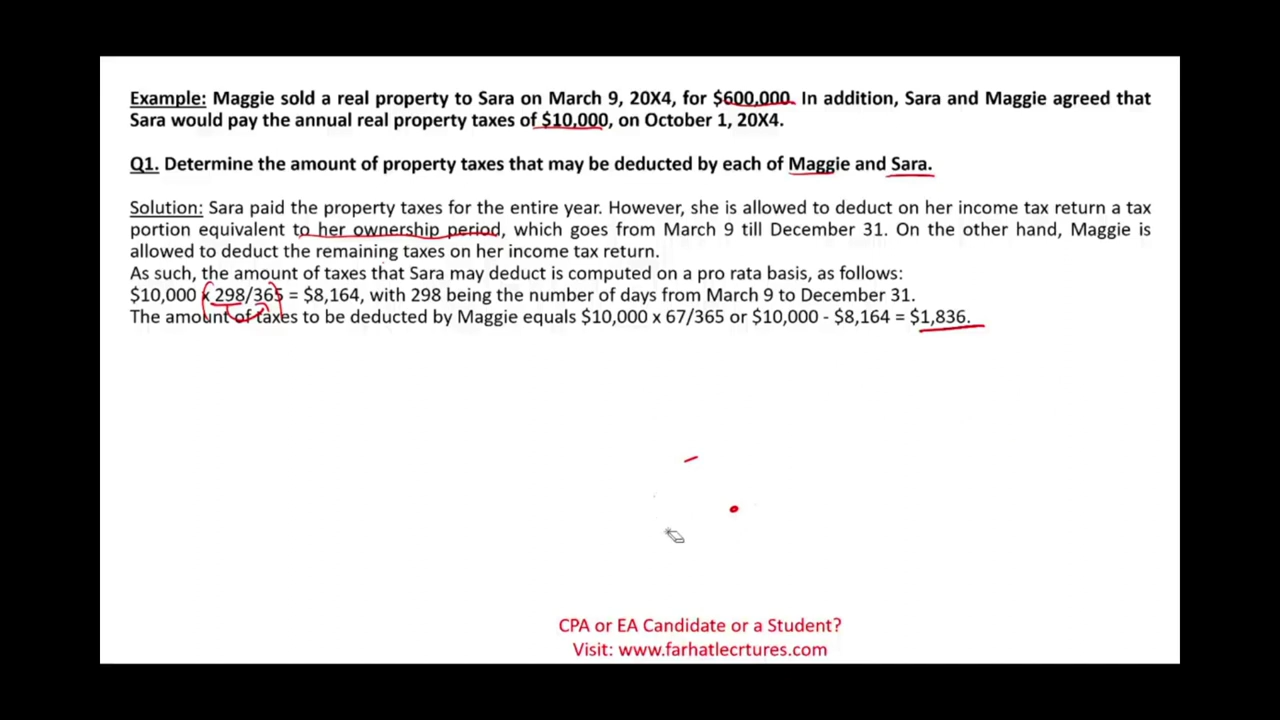 Example: Maggie sold a real property to Sara on March 9, 20X4, for $600,000. In addition, Sara and Maggie agreed that
Sara would pay the annual real property taxes of $10,000, on October 1, 20X4.
Q1. Determine the amount of property taxes that may be deducted by each of Maggie and Sara.
Solution: Sara paid the property taxes for the entire year. However, she is allowed to deduct on her income tax return a tax
portion equivalent to her ownership period, which goes from March 9 till December 31. On the other hand, Maggie is
allowed to deduct the remaining taxes on her income tax return.
As such, the amount of taxes that Sara may deduct is computed on a pro rata basis, as follows:
$10,000 x 298/365 = $8,164, with 298 being the number of days from March 9 to December 31.
The amount of taxes to be deducted by Maggie equals $10,000 x 67/365 or $10,000 - $8,164 = $1,836.
CPA or EA Candidate or a Student?
Visit: www.farhatlecrtures.com